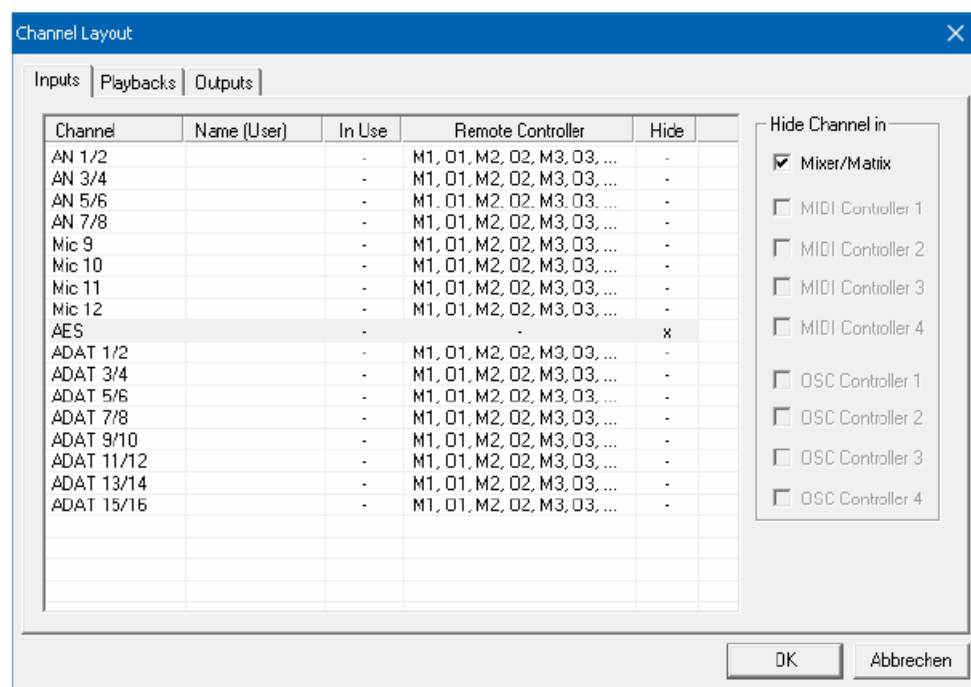 Channel Layout
Inputs Playbacks Outputs
Channel Name (User) In Use Remote Controller Hide
AN 1/2 - M1, O1, M2, O2, M3, O3, ... -
AN 3/4 - M1, O1, M2, O2, M3, O3, ... -
AN 5/6 - M1, O1, M2, O2, M3, O3, ... -
AN 7/8 - M1, O1, M2, O2, M3, O3, ... -
Mic 9 - M1, O1, M2, O2, M3, O3, ... -
Mic 10 - M1, O1, M2, O2, M3, O3, ... -
Mic 11 - M1, O1, M2, O2, M3, O3, ... -
Mic 12 - M1, O1, M2, O2, M3, O3, ... -
AES - - x
ADAT 1/2 - M1, O1, M2, O2, M3, O3, ... -
ADAT 3/4 - M1, O1, M2, O2, M3, O3, ... -
ADAT 5/6 - M1, O1, M2, O2, M3, O3, ... -
ADAT 7/8 - M1, O1, M2, O2, M3, O3, ... -
ADAT 9/10 - M1, O1, M2, O2, M3, O3, ... -
ADAT 11/12 - M1, O1, M2, O2, M3, O3, ... -
ADAT 13/14 - M1, O1, M2, O2, M3, O3, ... -
ADAT 15/16 - M1, O1, M2, O2, M3, O3, ... -
Hide Channel in
Mixer/Matrix
MIDI Controller 1
MIDI Controller 2
MIDI Controller 3
MIDI Controller 4
OSC Controller 1
OSC Controller 2
OSC Controller 3
OSC Controller 4
OK Abbrechen